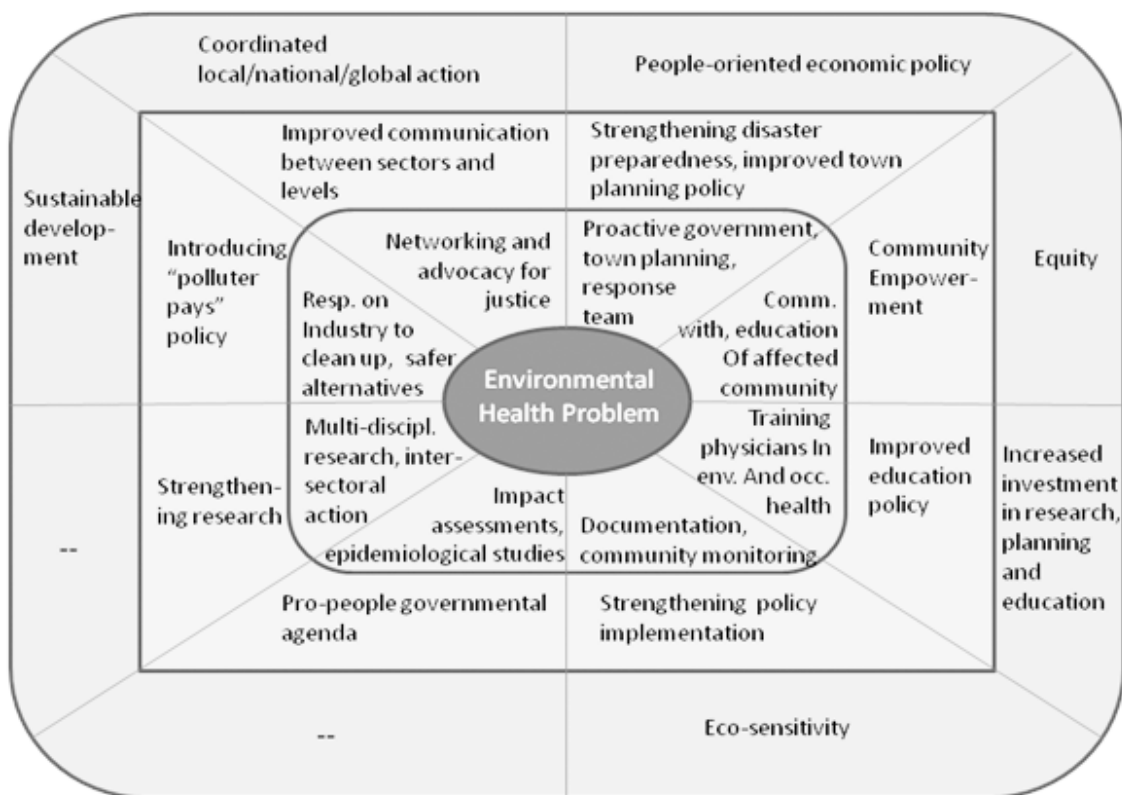 Coordinated
local/national/global action
People-oriented economic policy
Improved communication
between sectors and
levels
Strengthening disaster
preparedness, improved town
planning policy
Sustainable
develop-
ment
Introducing
“polluter
pays”
policy
Networking and
advocacy for
justice
Proactive government,
town planning,
response
team
Community
Empower-
ment
Equity
Resp. on
Industry to
clean up, safer
alternatives
Comm.
with, education
Of affected
community
Environmental
Health Problem
Multi-discipl.
research, inter-
sectoral
action
Training
physicians In
env. And occ.
health
Improved
education
policy
Increased
investment
in research,
planning
and
education
Strengthen-
ing research
Impact
assessments,
epidemiological studies
Documentation,
community monitoring
--
Pro-people governmental
agenda
Strengthening policy
implementation
--
Eco-sensitivity